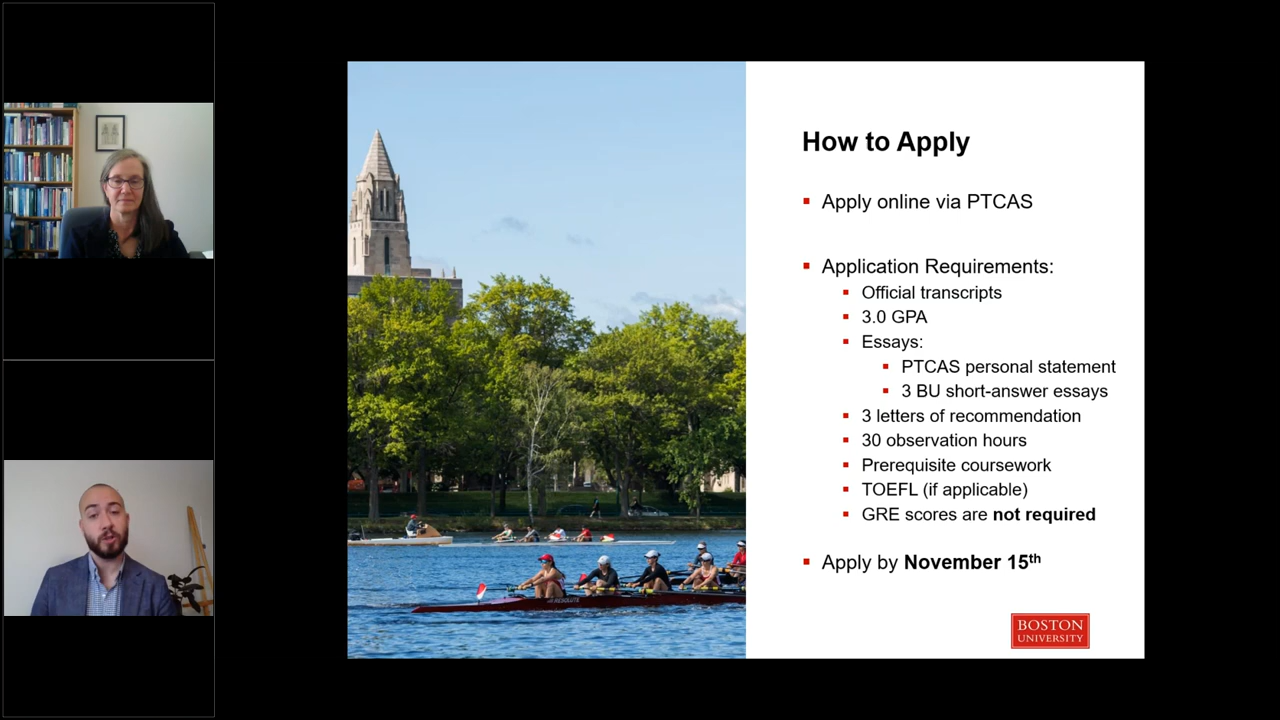 How to Apply
Apply online via PTCAS
Application Requirements:
Official transcripts
3.0 GPA
Essays:
PTCAS personal statement
3 BU short-answer essays
3 letters of recommendation
30 observation hours
Prerequisite coursework
TOEFL (if applicable)
GRE scores are not required
Apply by November 15th
BOSTON
UNIVERSITY